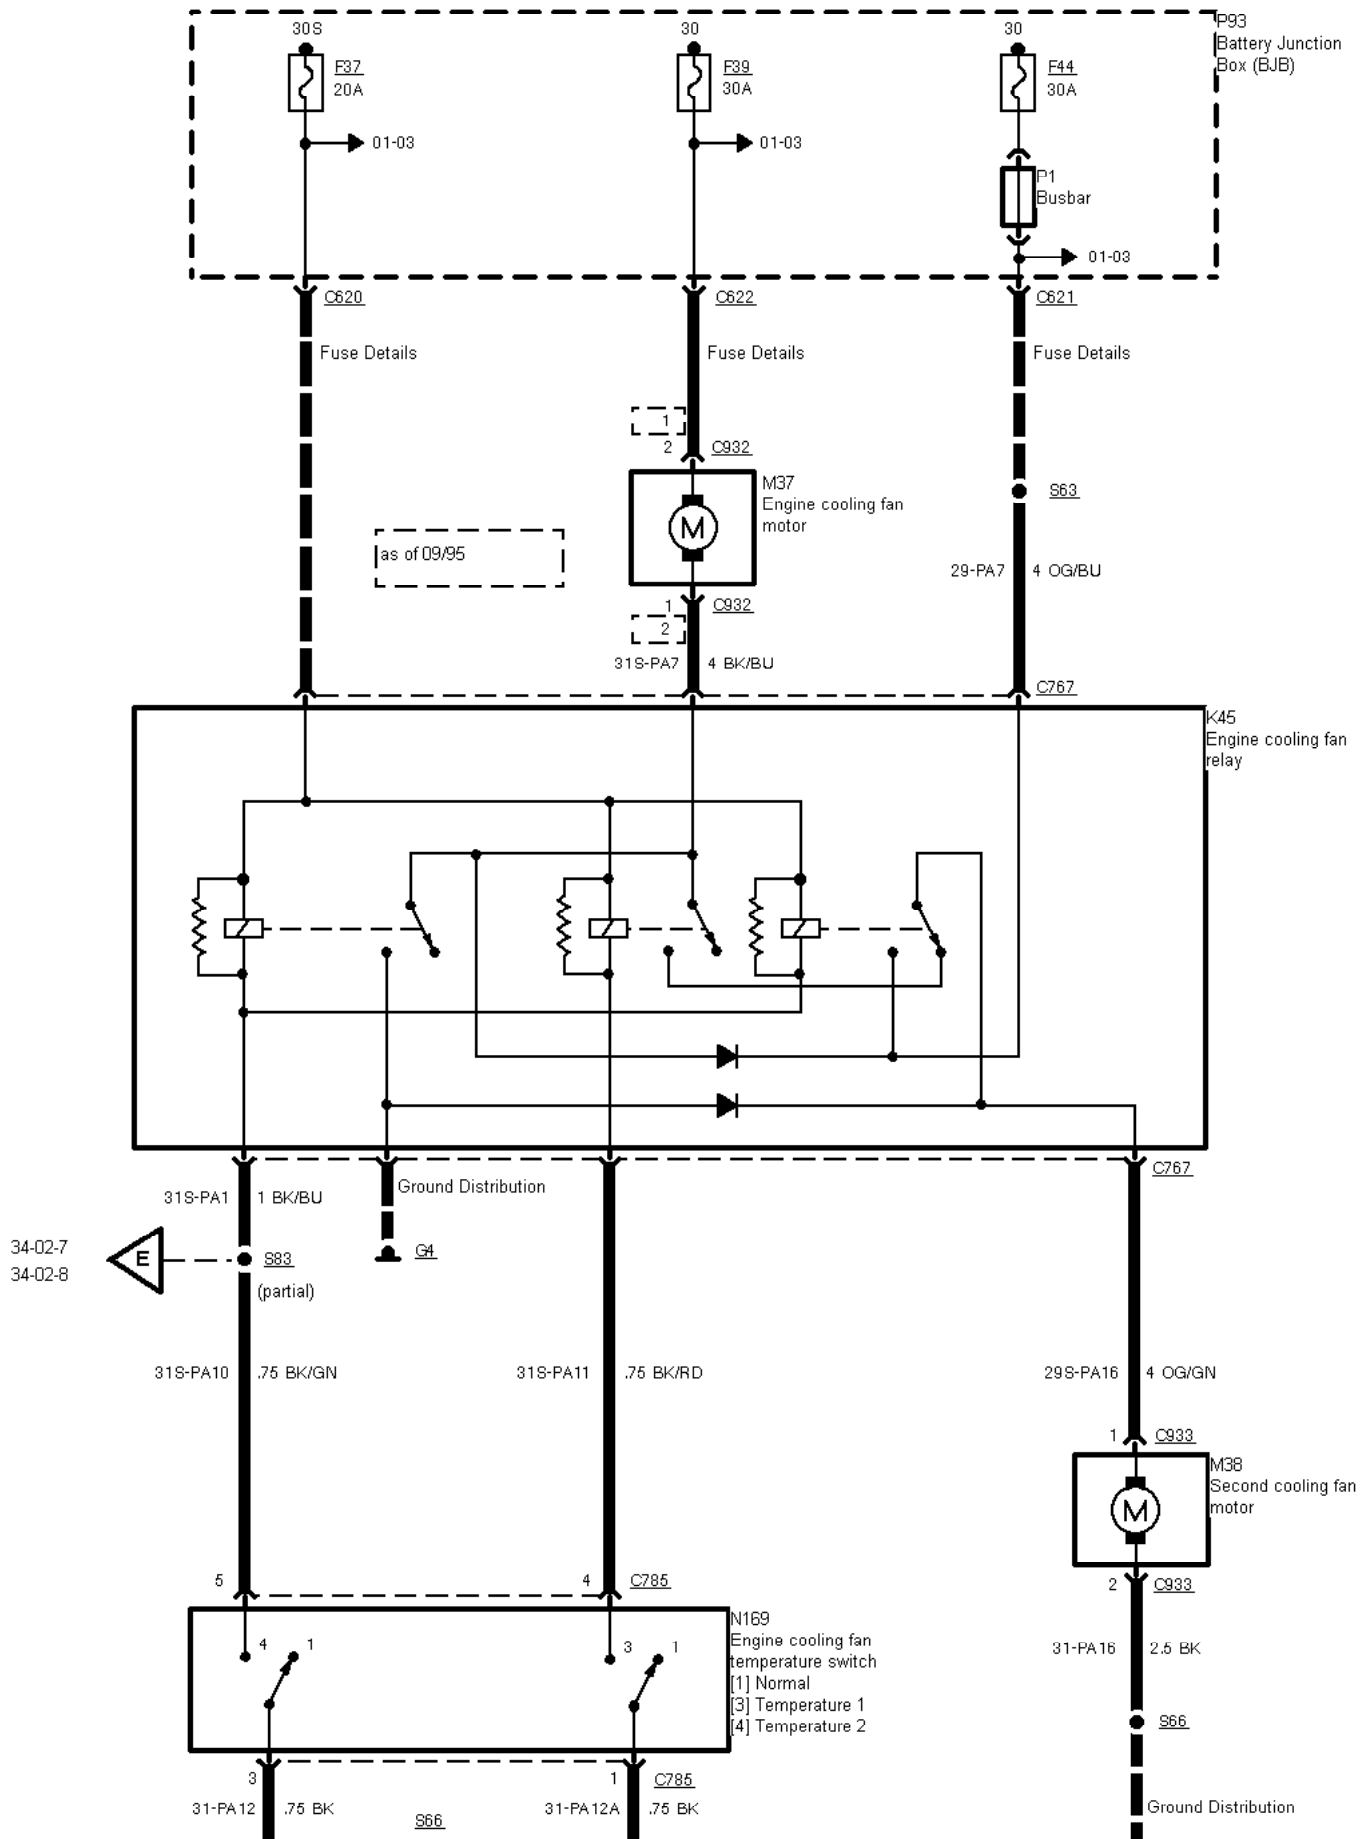 30S
30
30
P93
Battery Junction
Box (BJB)
F37
20A
F39
30A
F44
30A
01-03
01-03
P1
Busbar
01-03
C620
C622
C621
Fuse Details
Fuse Details
Fuse Details
1
2
C932
M37
Engine cooling fan
motor
M
S63
as of 09/95
29-PA7
4 OG/BU
1
C932
2
31S-PA7
4 BK/BU
C767
K45
Engine cooling fan
relay
C767
31S-PA1
1 BK/BU
Ground Distribution
34-02-7
34-02-8
E
S83
(partial)
G4
31S-PA10
.75 BK/GN
31S-PA11
.75 BK/RD
29S-PA16
4 OG/GN
1
C933
M38
Second cooling fan
motor
M
5
4
C785
2
C933
N169
Engine cooling fan
temperature switch
[1] Normal
[3] Temperature 1
[4] Temperature 2
4
1
3
1
31-PA16
2.5 BK
S66
3
1
C785
31-PA12
.75 BK
S66
31-PA12A
.75 BK
Ground Distribution